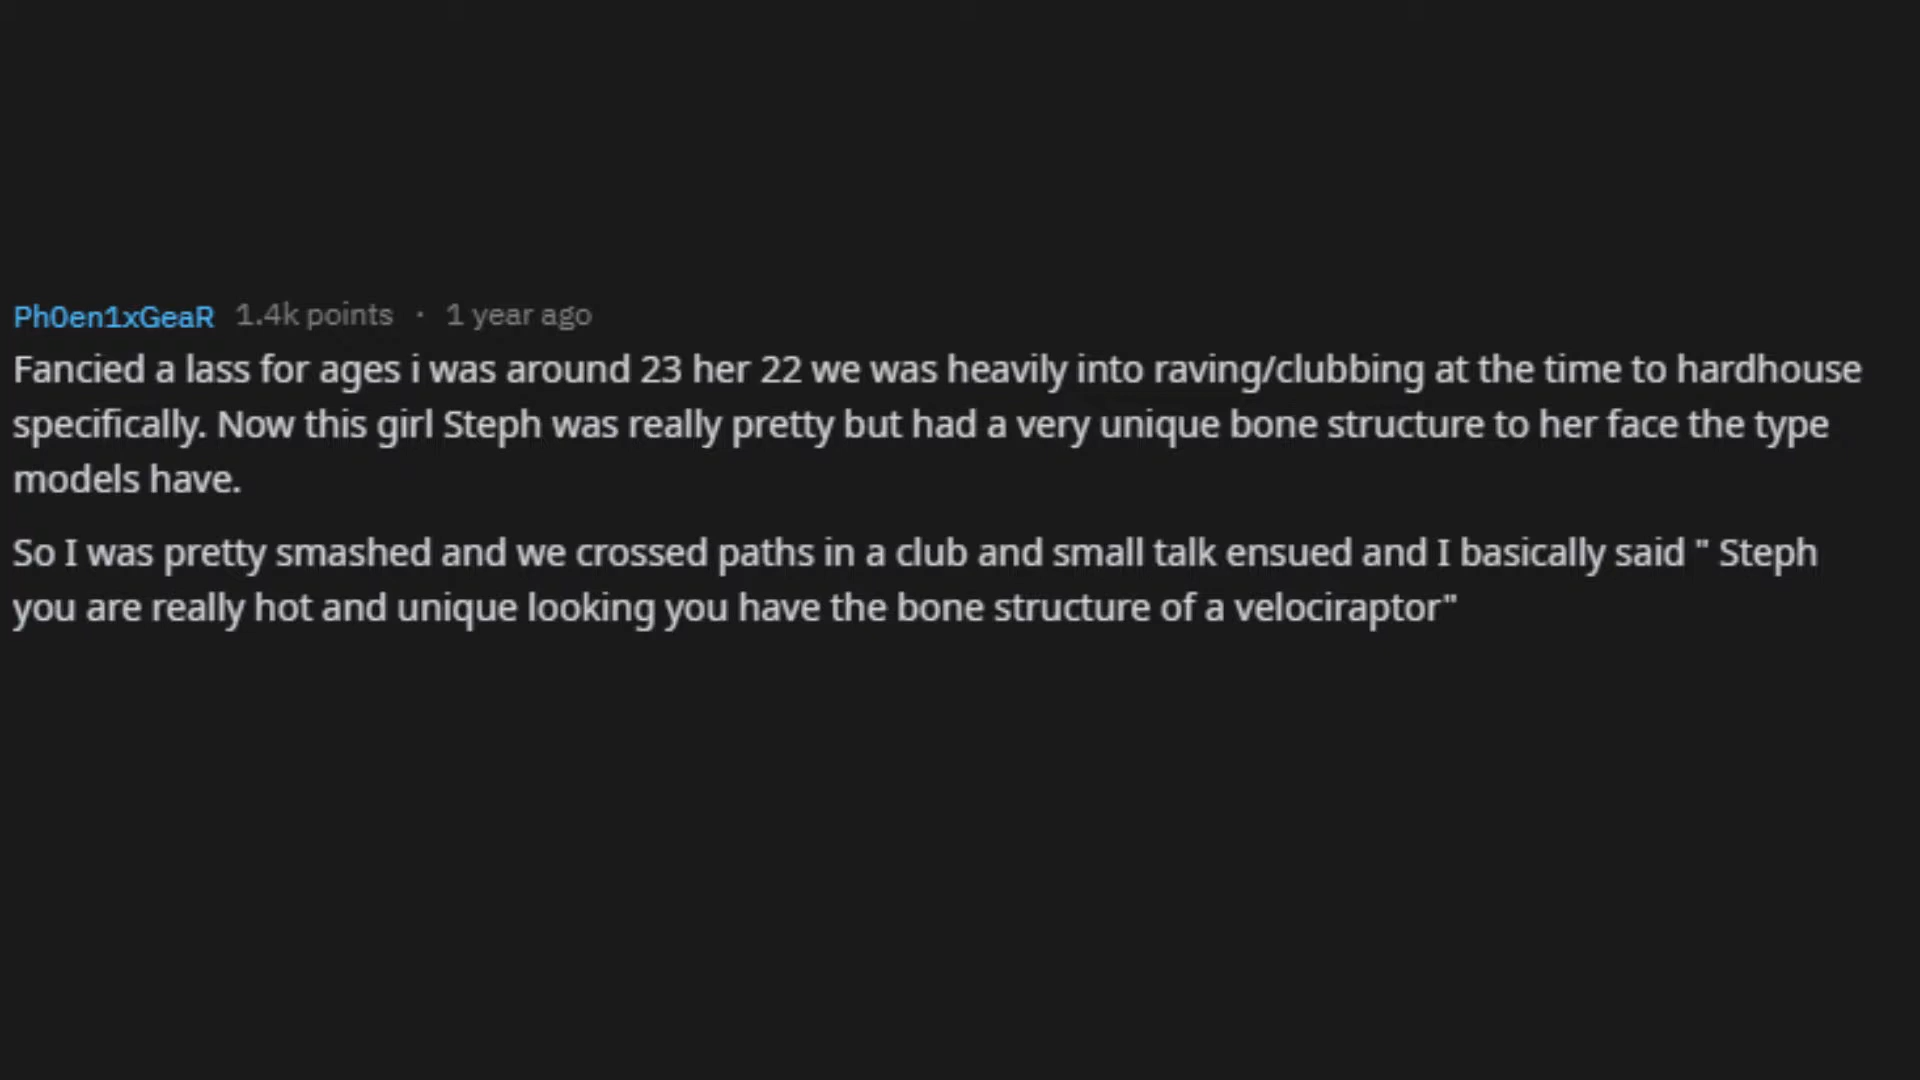 Ph0en1xGeaR 1.4k points · 1 year ago
Fancied a lass for ages i was around 23 her 22 we was heavily into raving/clubbing at the time to hardhouse
specifically. Now this girl Steph was really pretty but had a very unique bone structure to her face the type
models have.
So I was pretty smashed and we crossed paths in a club and small talk ensued and I basically said " Steph
you are really hot and unique looking you have the bone structure of a velociraptor"